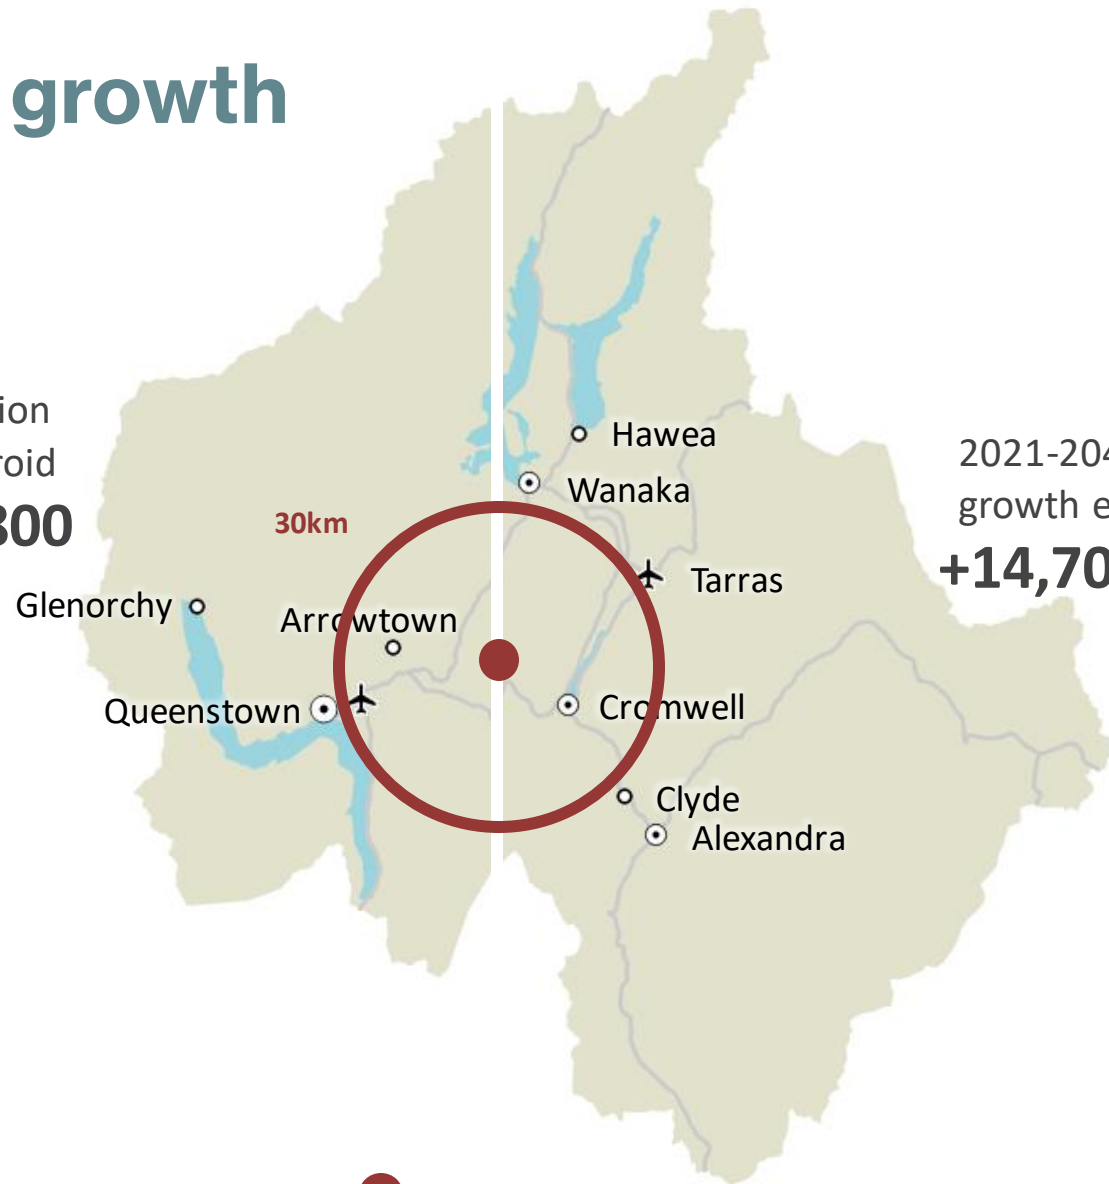 growth
ion
roid
300
30km
Hawea
Wanaka
2021-204
growth e
+14,70
Tarras
Glenorchy
Arrowtown
Queenstown
Cromwell
Clyde
Alexandra